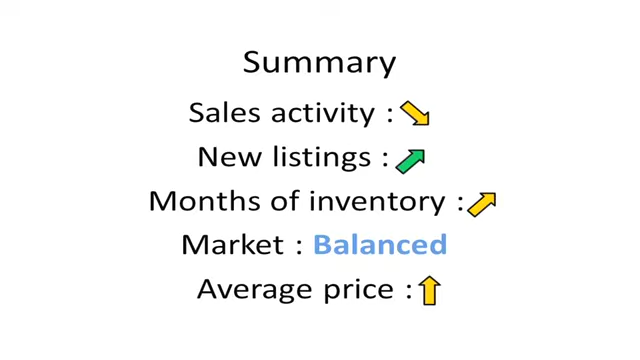 Summary
Sales activity :
New listings :
Months of inventory :
Market : Balanced
Average price :